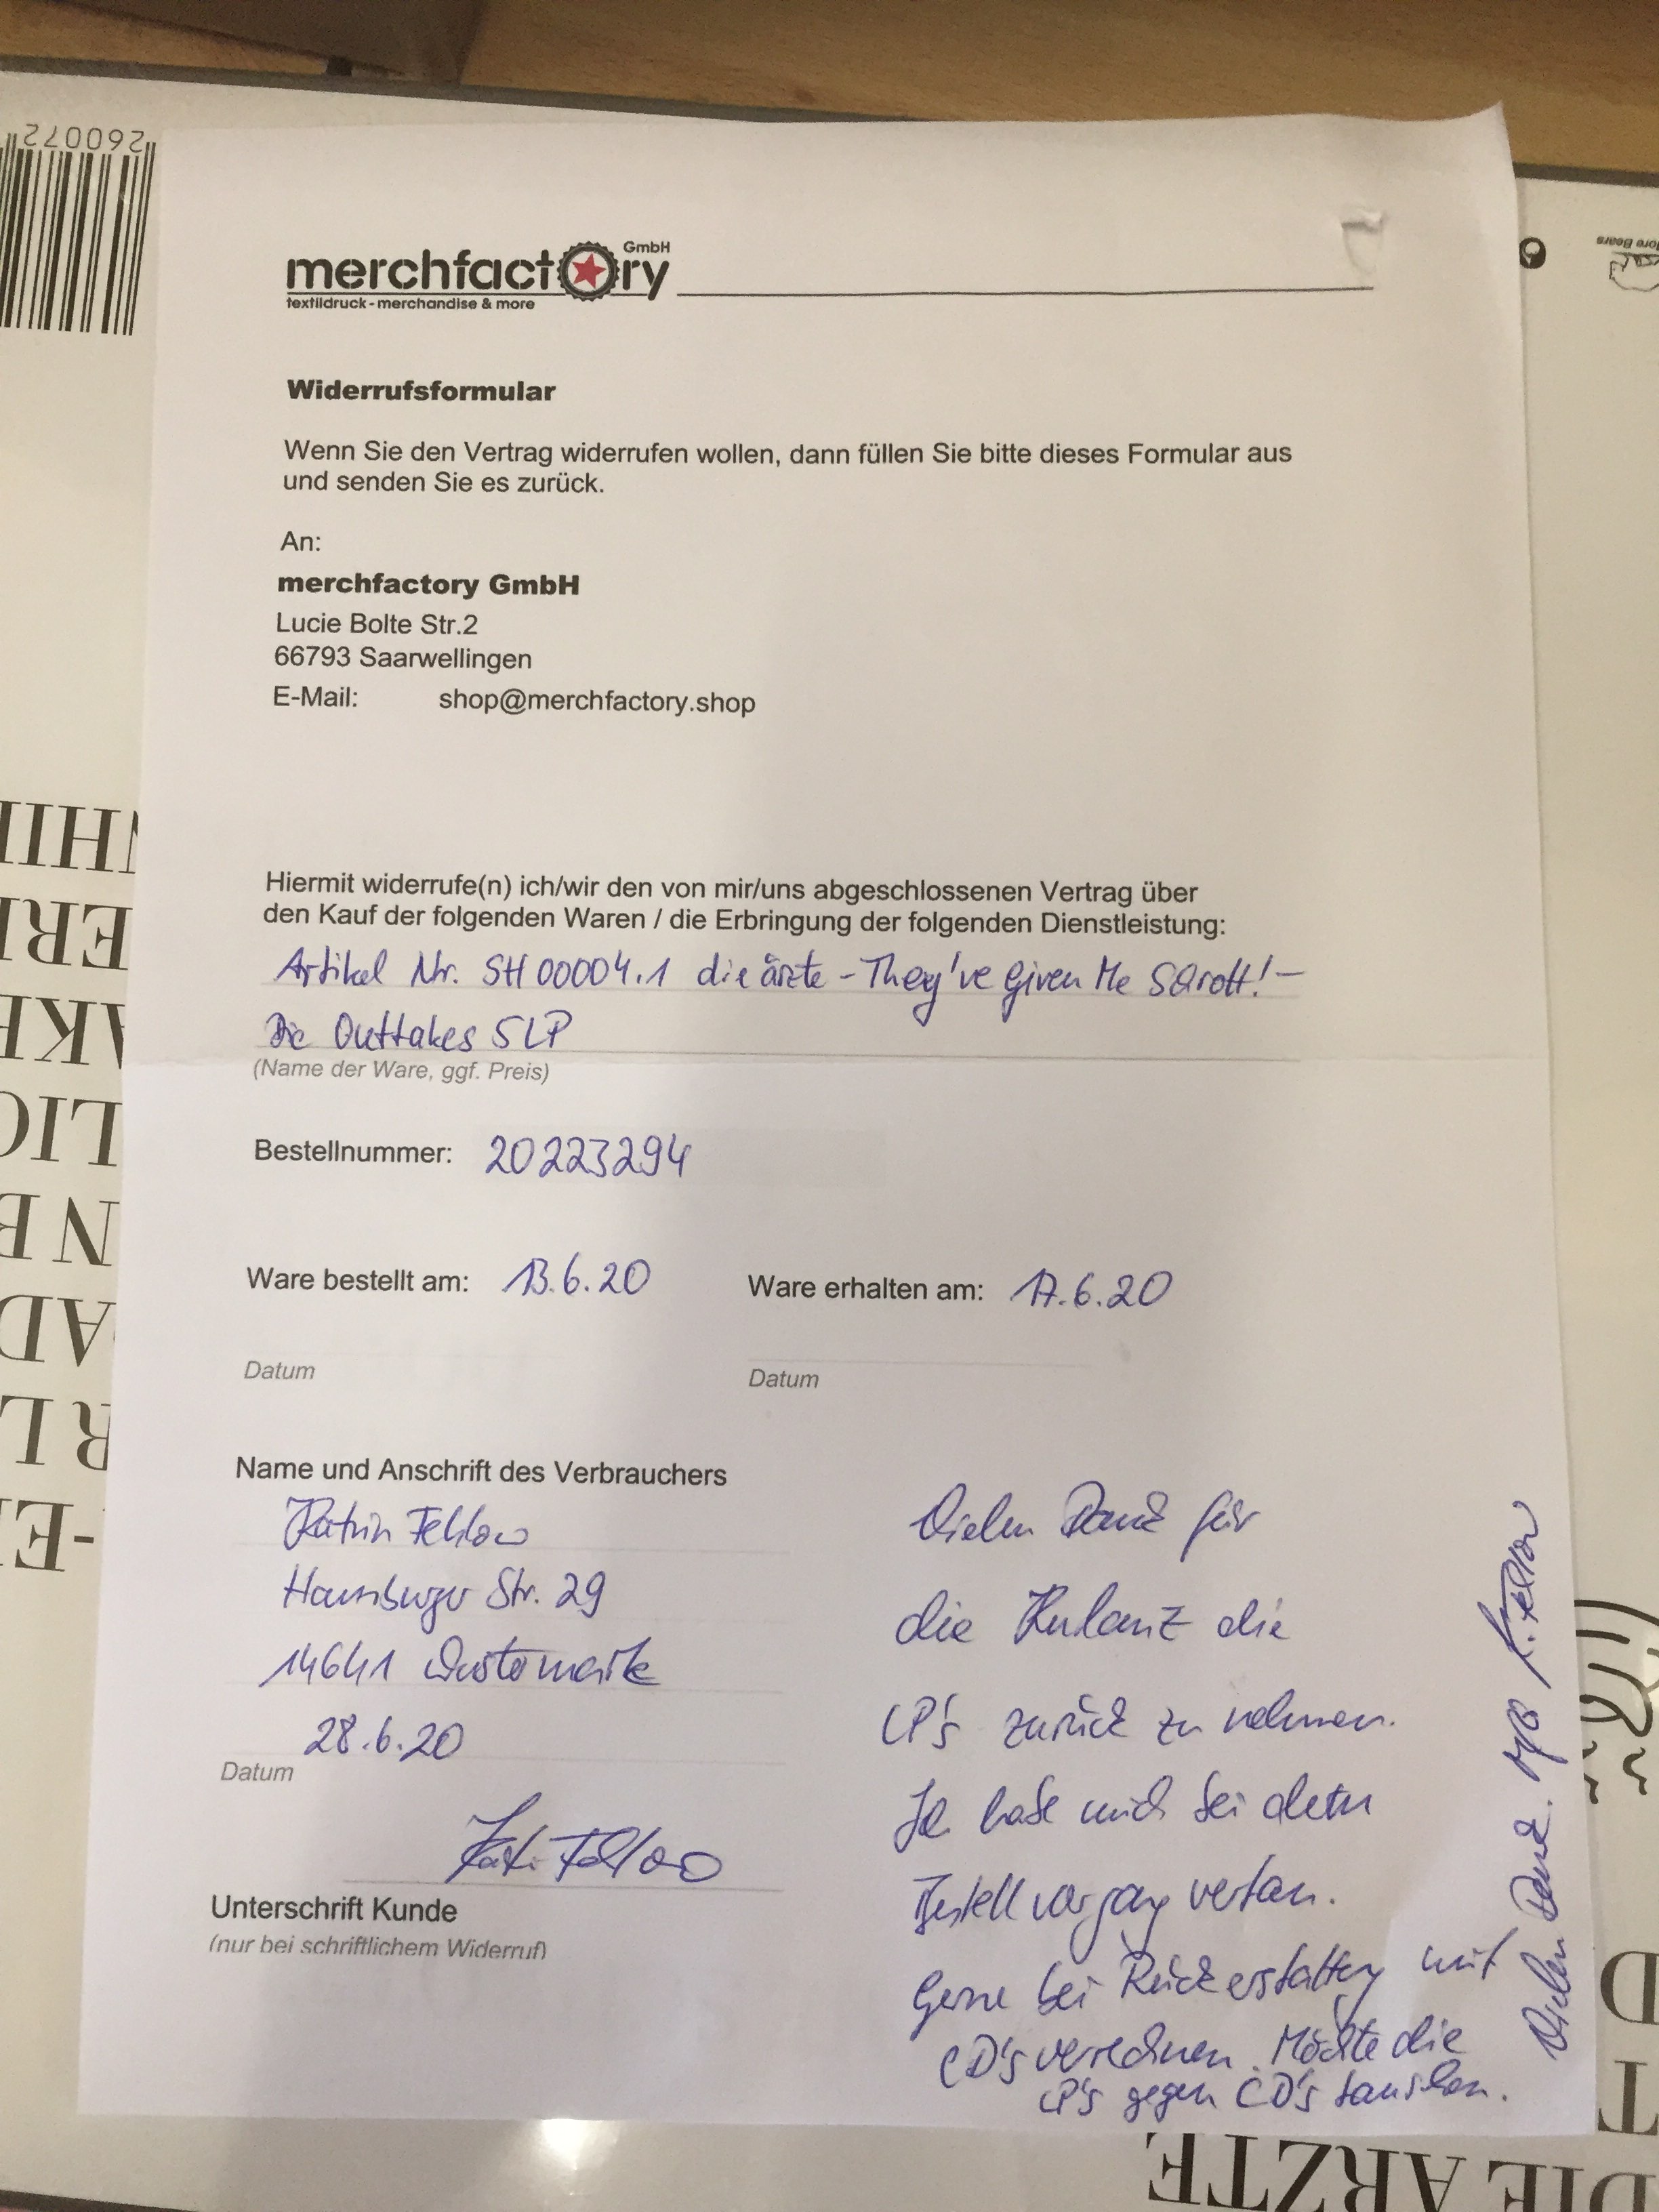 260072
merchfactory GmbH
textildruck - merchandise & more
Widerrufsformular
Wenn Sie den Vertrag widerrufen wollen, dann füllen Sie bitte dieses Formular aus
und senden Sie es zurück.
An:
merchfactory GmbH
Lucie Bolte Str.2
66793 Saarwellingen
E-Mail: shop@merchfactory.shop
Hiermit widerrufe(n) ich/wir den von mir/uns abgeschlossenen Vertrag über
den Kauf der folgenden Waren / die Erbringung der folgenden Dienstleistung:
Artikel Nr. SH00004.1 die ärzte - They've Given Me Schrott! -
Die Outtakes 5LP
(Name der Ware, ggf. Preis)
Bestellnummer: 20223294
Ware bestellt am: 13.6.20 Ware erhalten am: 17.6.20
Datum Datum
Name und Anschrift des Verbrauchers
Katrin Fehlow
Hamburger Str. 29
14641 Wustermark
28.6.20
Datum
Unterschrift Kunde
(nur bei schriftlichem Widerruf)
Vielen Dank für
die Kulanz die
LP's zurück zu nehmen.
Ich habe mich bei dem
Bestellvorgang vertan.
Gerne bei Rückerstattung mit
CD's verrechnen. Möchte die
LP's gegen CD's tauschen.
Vielen Dank. MfG K. Fehlow
DIE ÄRZTE